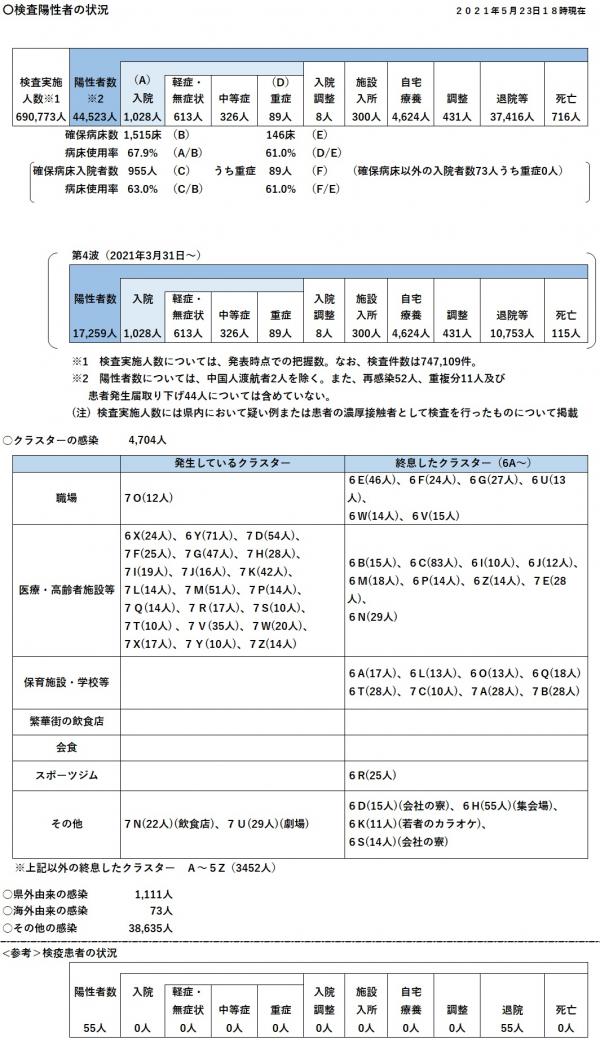 〇検査陽性者の状況
２０２１年５月２３日１８時現在
検査実施 陽性者数 （A） 軽症・ 中等症 （D） 入院 施設 自宅 調整 退院等 死亡
人数※1 ※2 入院 無症状 重症 調整 入所 療養
690,773人 44,523人 1,028人 613人 326人 89人 8人 300人 4,624人 431人 37,416人 716人
確保病床数 1,515床 （B） 146床 （E）
病床使用率 67.9% （A/B） 61.0% （D/E）
確保病床入院者数 955人 （C） うち重症 89人 （F） （確保病床以外の入院者数73人うち重症0人）
病床使用率 63.0% （C/B） 61.0% （F/E）
第4波（2021年3月31日～）
陽性者数 入院 軽症・ 中等症 重症 入院 施設 自宅 調整 退院等 死亡
無症状 調整 入所 療養
17,259人 1,028人 613人 326人 89人 8人 300人 4,624人 431人 10,753人 115人
※1　検査実施人数については、発表時点での把握数。なお、検査件数は747,109件。
※2　陽性者数については、中国人渡航者2人を除く。また、再感染52人、重複分11人及び
患者発生届取り下げ44人については含めていない。
（注）検査実施人数には県内において疑い例または患者の濃厚接触者として検査を行ったものについて掲載
〇クラスターの感染 4,704人
発生しているクラスター 終息したクラスター（6A～）
職場 ７O(12人) ６E(46人)、６F(24人)、６G(27人)、６U(13
人)、
６W(14人)、６V(15人)
医療・高齢者施設等
６X(24人)、６Y(71人)、７D(54人)、
７F(25人)、７G(47人)、７H(28人)、
７I(19人)、７J(16人)、７K(42人)、
７L(14人)、７M(51人)、７P(14人)、
７Q(14人)、７R(17人)、７S(10人)、
７T(10人) 、７V(35人)、７W(20人)、
７X(17人)、７Y(10人)、７Z(14人)
６B(15人)、６C(83人)、６I(10人)、６J(12人)、
６M(18人)、６P(14人)、６Z(14人)、７E(28
人)、
６N(29人)
保育施設・学校等 ６A(17人)、６L(13人)、６O(13人)、６Q(18人)
６T(28人)、７C(10人)、７A(28人)、７B(28人)
繁華街の飲食店
会食
スポーツジム ６R(25人)
その他 ７N(22人)(飲食店)、７U(29人)(劇場)
６D(15人)(会社の寮)、６H(55人)(集会場)、
６K(11人)(若者のカラオケ)、
６S(14人)(会社の寮)
※上記以外の終息したクラスター　A～５Z（3452人）
〇県外由来の感染 1,111人
〇海外由来の感染 73人
〇その他の感染 38,635人
＜参考＞検疫患者の状況
陽性者数 入院 軽症・ 中等症 重症 入院 施設 自宅 調整 退院 死亡
無症状 調整 入所 療養
55人 0人 0人 0人 0人 0人 0人 0人 0人 55人 0人